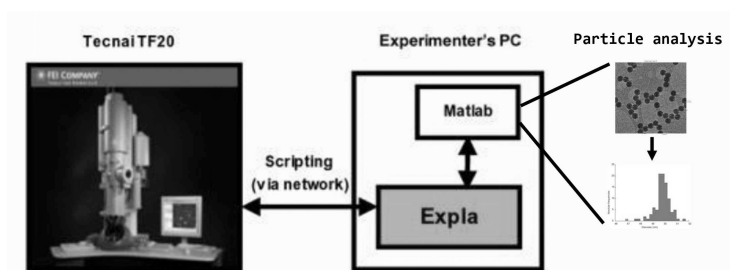 Tecnai TF20
Experimenter's PC
Particle analysis
FEI COMPANY
Matlab
Scripting
(via network)
Expla